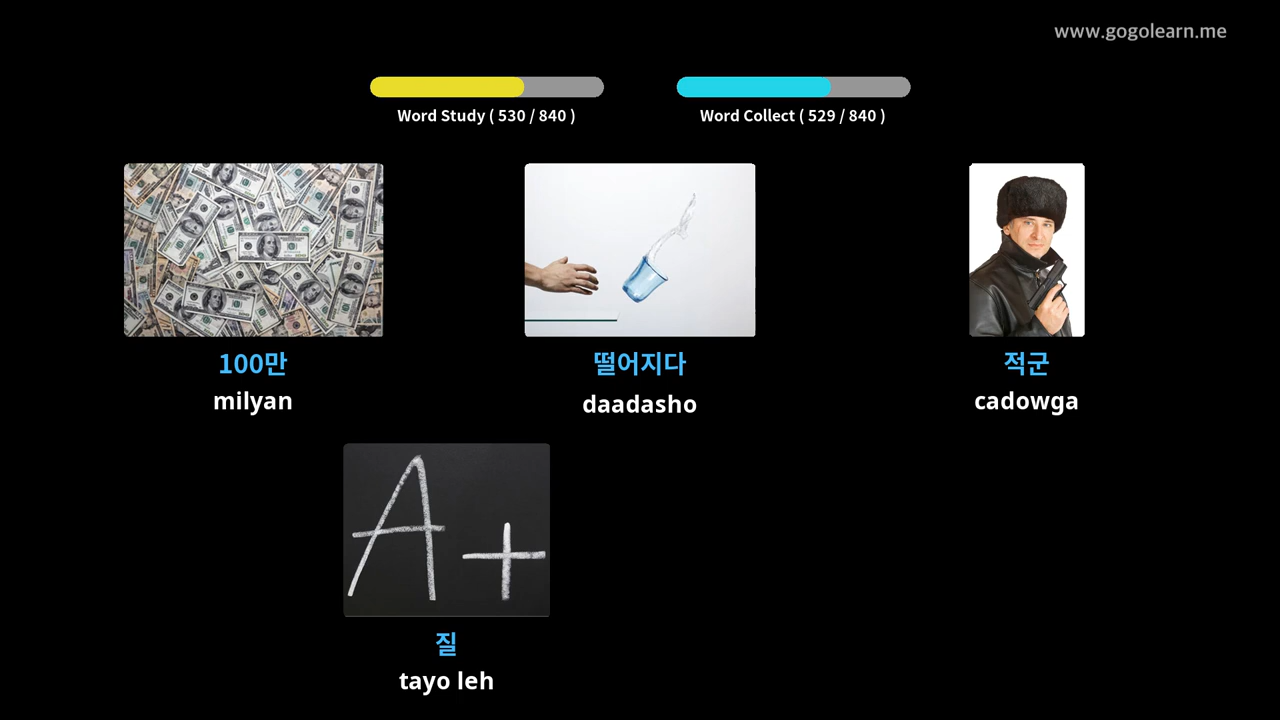 www.gogolearn.me
Word Study ( 530 / 840 )
Word Collect ( 529 / 840 )
100만
milyan
떨어지다
daadasho
적군
cadowga
A+
질
tayo leh